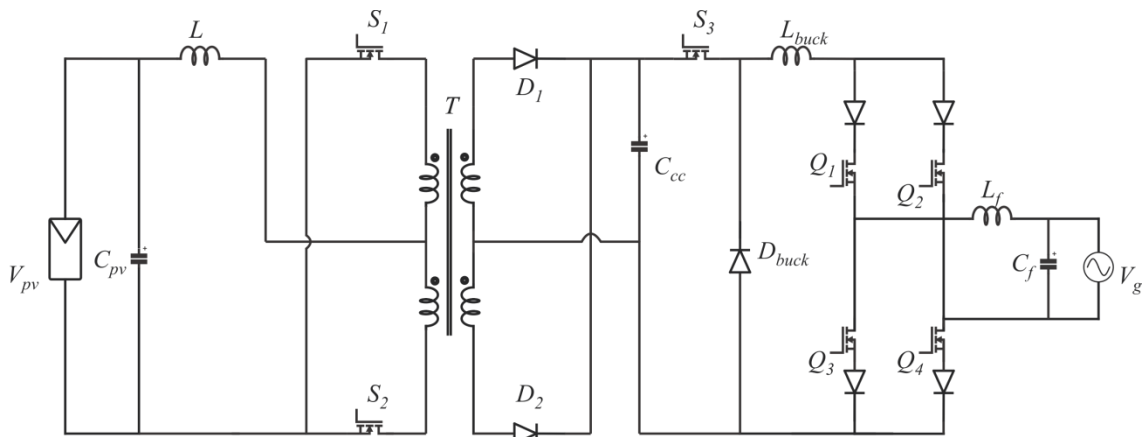 S1
S3
L
Lbuck
D1
T
Ccc
Q1
Q2
Lf
Vpv
Cpv
Dbuck
Cf
Vg
Q3
Q4
S2
D2
+
+
+